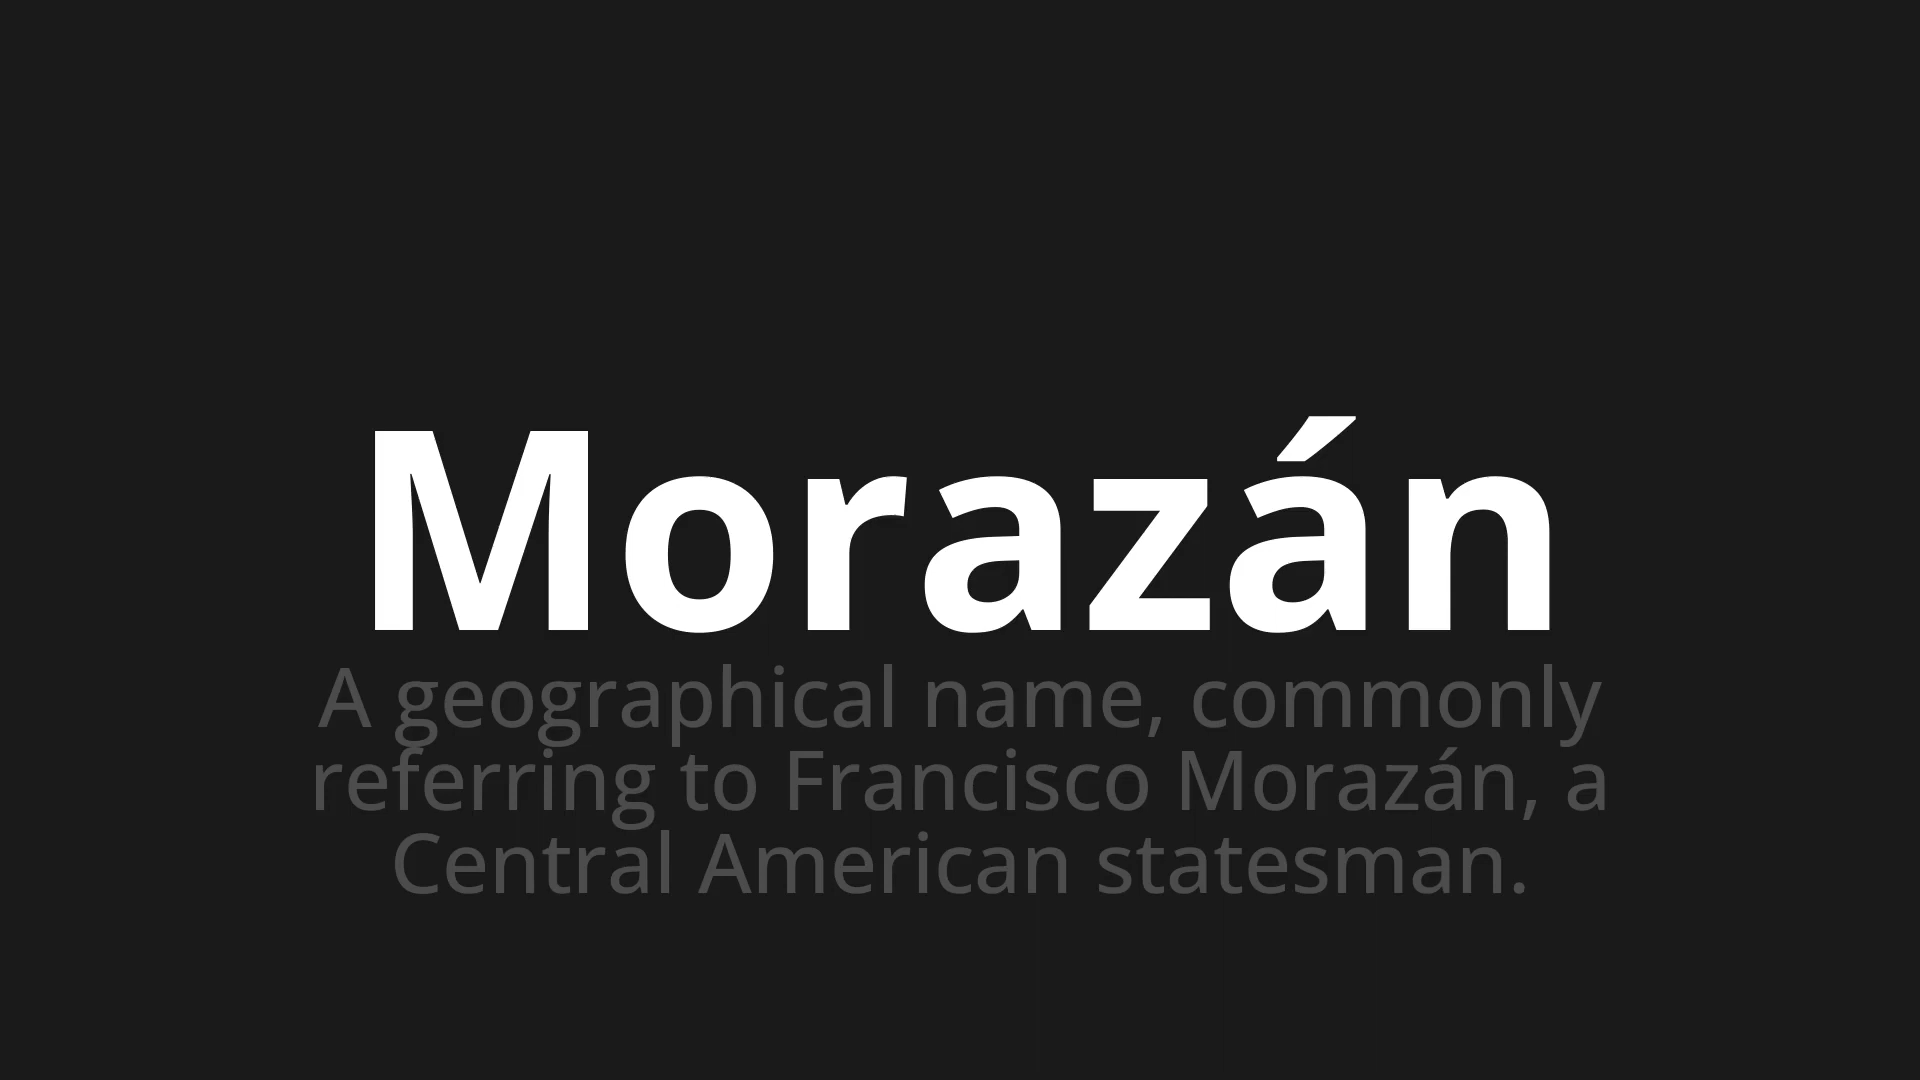 Morazán
A geographical name, commonly
referring to Francisco Morazán, a
Central American statesman.